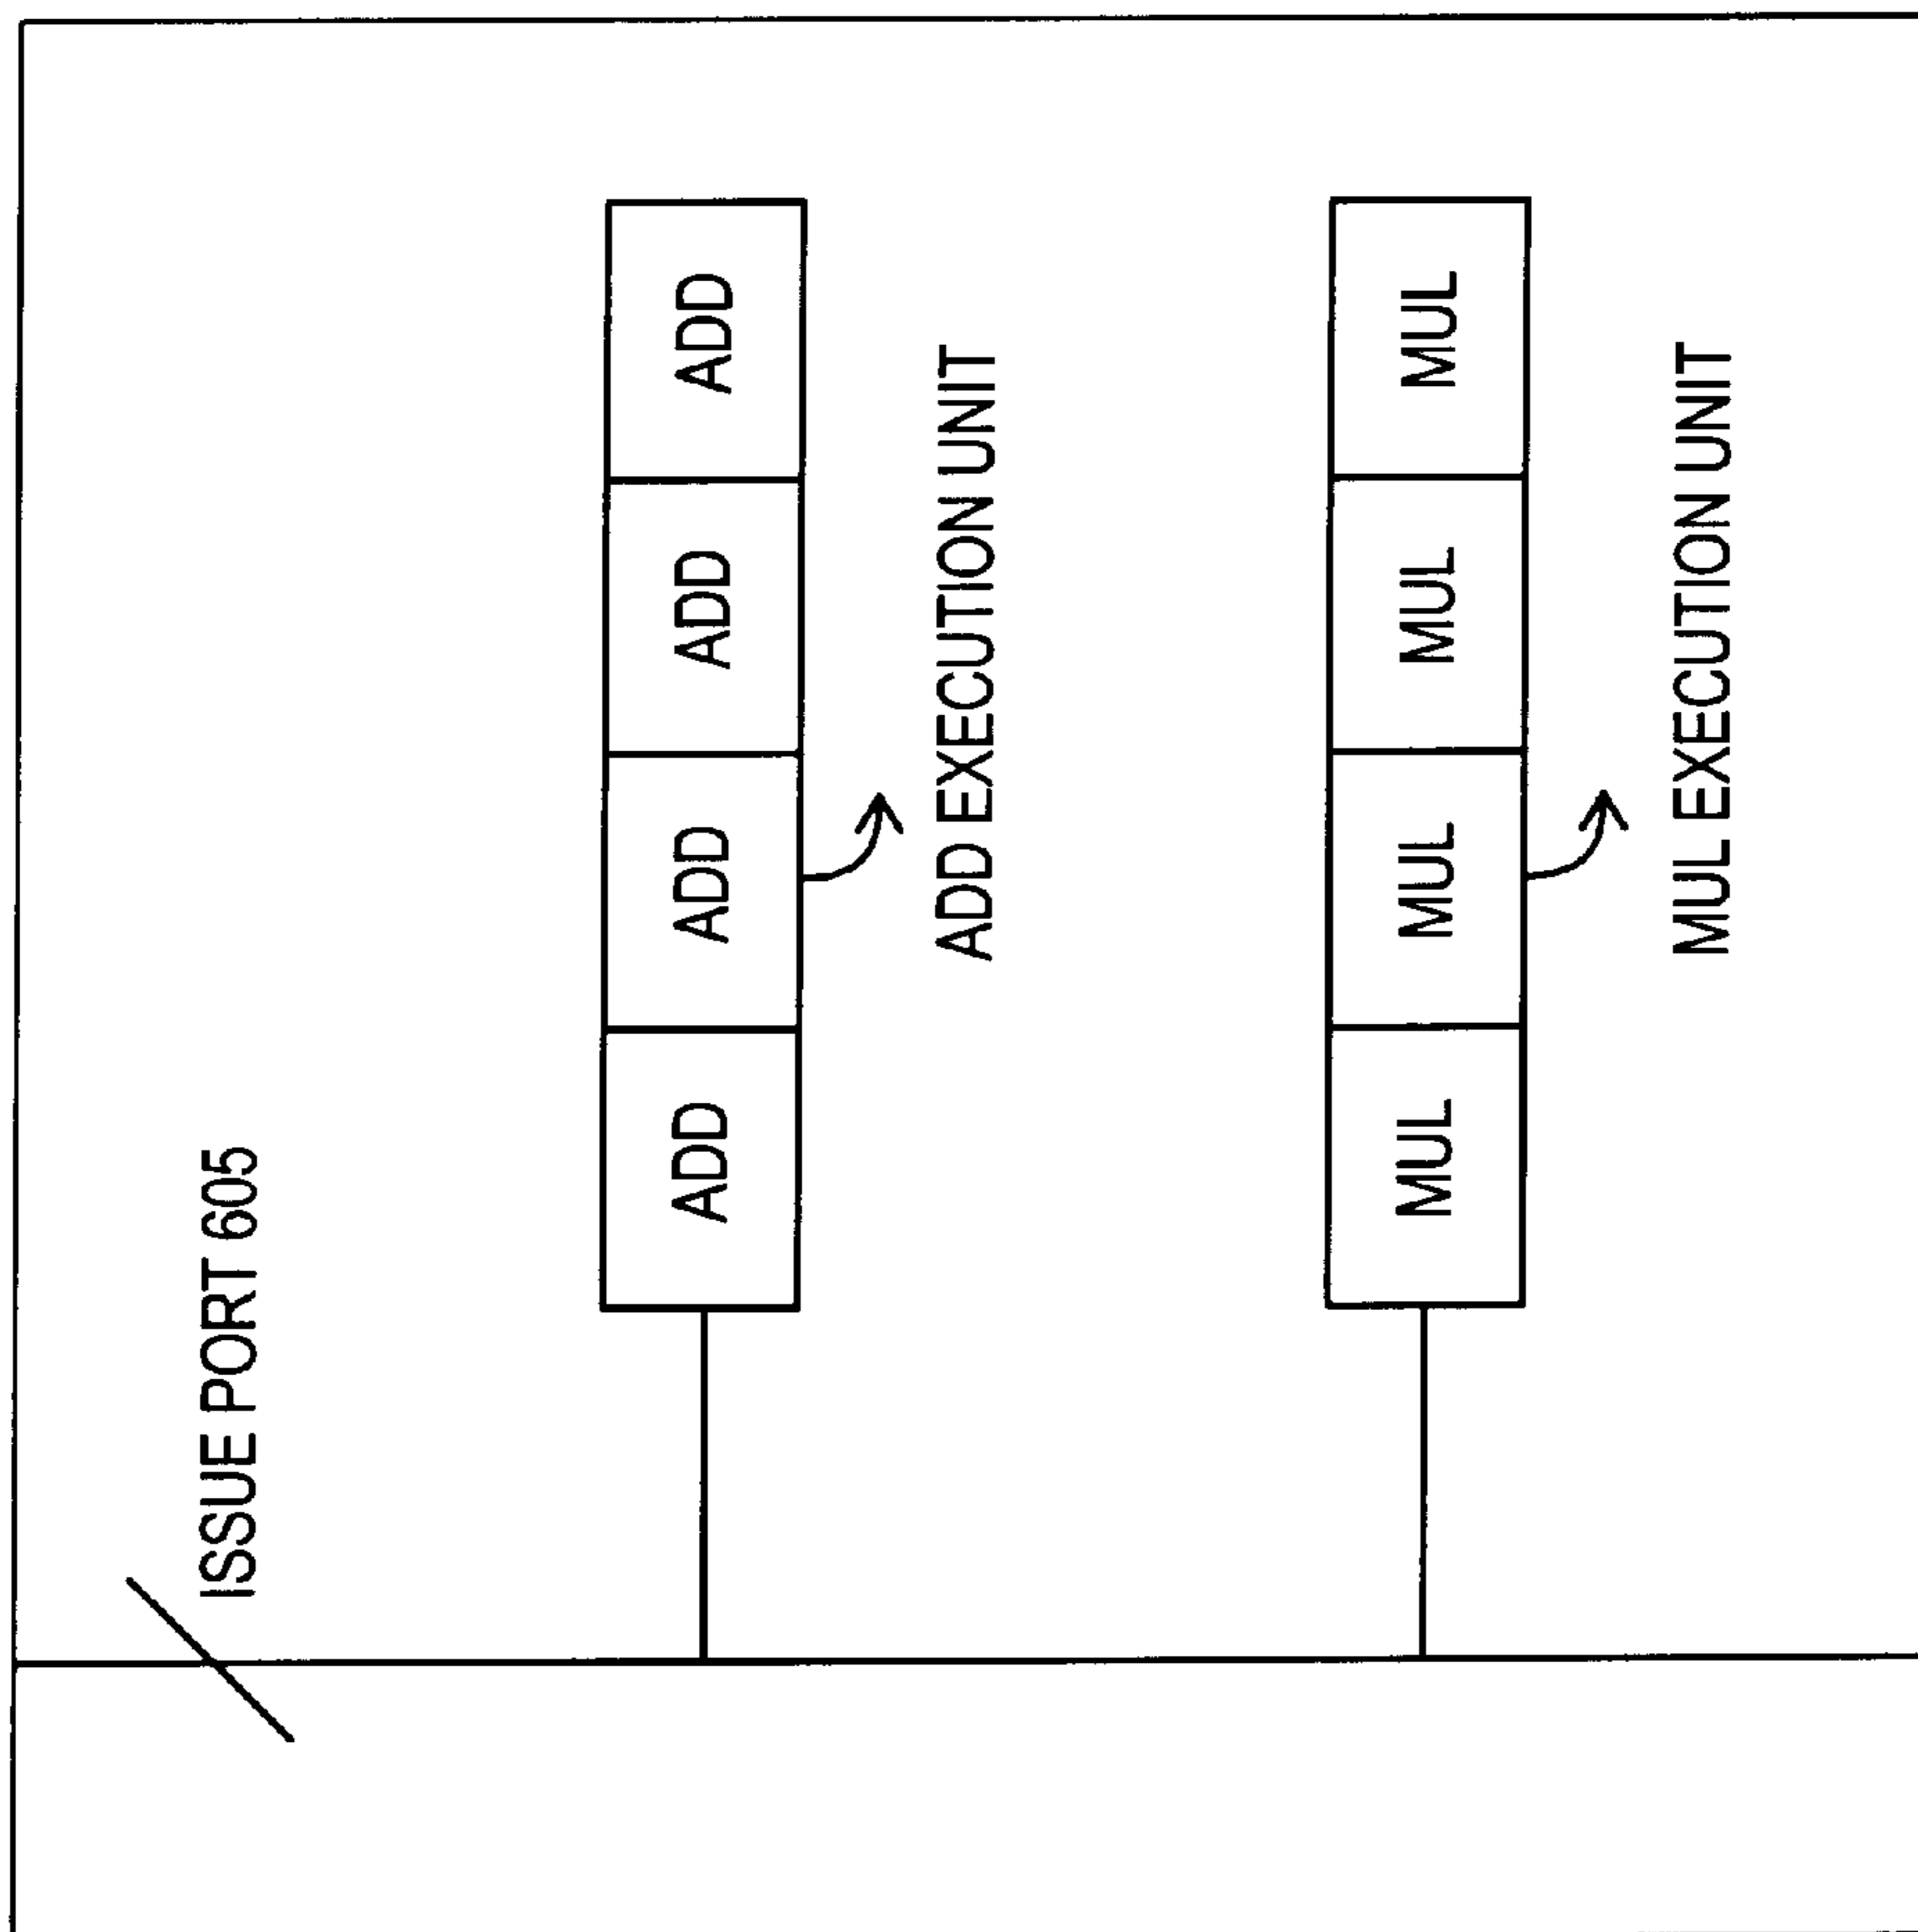 ISSUE PORT 605
ADD ADD ADD ADD
ADD EXECUTION UNIT
MUL MUL MUL MUL
MUL EXECUTION UNIT